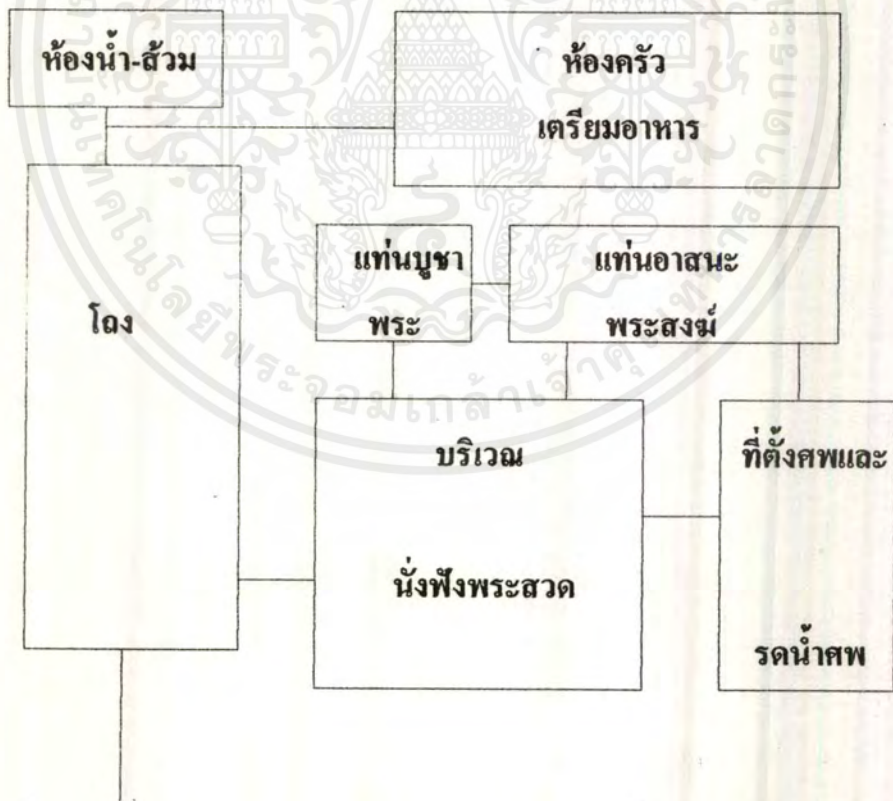 ห้องน้ำ-ส้วม
ห้องครัว
เตรียมอาหาร
โถง
แท่นบูชา
พระ
แท่นอาสนะ
พระสงฆ์
บริเวณ
นั่งฟังพระสวด
ที่ตั้งศพและ
รดน้ำศพ